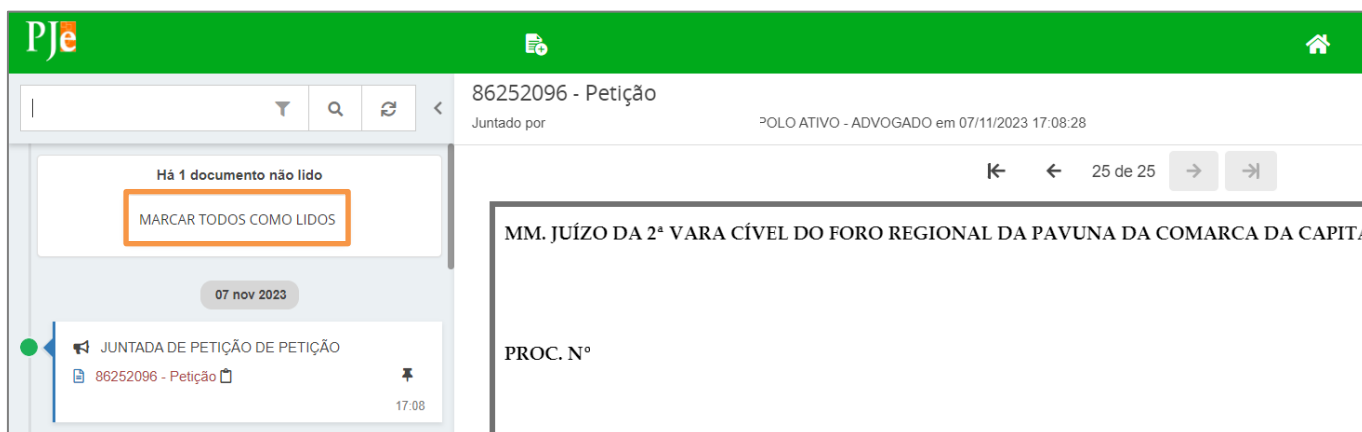 PJe
86252096 - Petição
Juntado por POLO ATIVO - ADVOGADO em 07/11/2023 17:08:28
Há 1 documento não lido
MARCAR TODOS COMO LIDOS
25 de 25
MM. JUÍZO DA 2ª VARA CÍVEL DO FORO REGIONAL DA PAVUNA DA COMARCA DA CAPITA
07 nov 2023
JUNTADA DE PETIÇÃO DE PETIÇÃO
PROC. Nº
86252096 - Petição
17:08